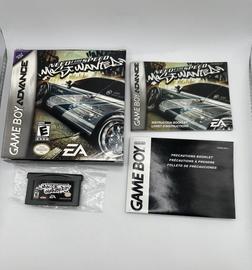 GAME BOY ADVANCE
NEED FOR SPEED
MOST WANTED
E
EA
NEED FOR SPEED
MOST WANTED
GAME BOY ADVANCE
INSTRUCTION BOOKLET
LIVRET D'INSTRUCTIONS
EA
MOST WANTED
GAME BOY
PRECAUTIONS BOOKLET
PRÉCAUTIONS À PRENDRE
FOLLETO DE PRECAUCIONES